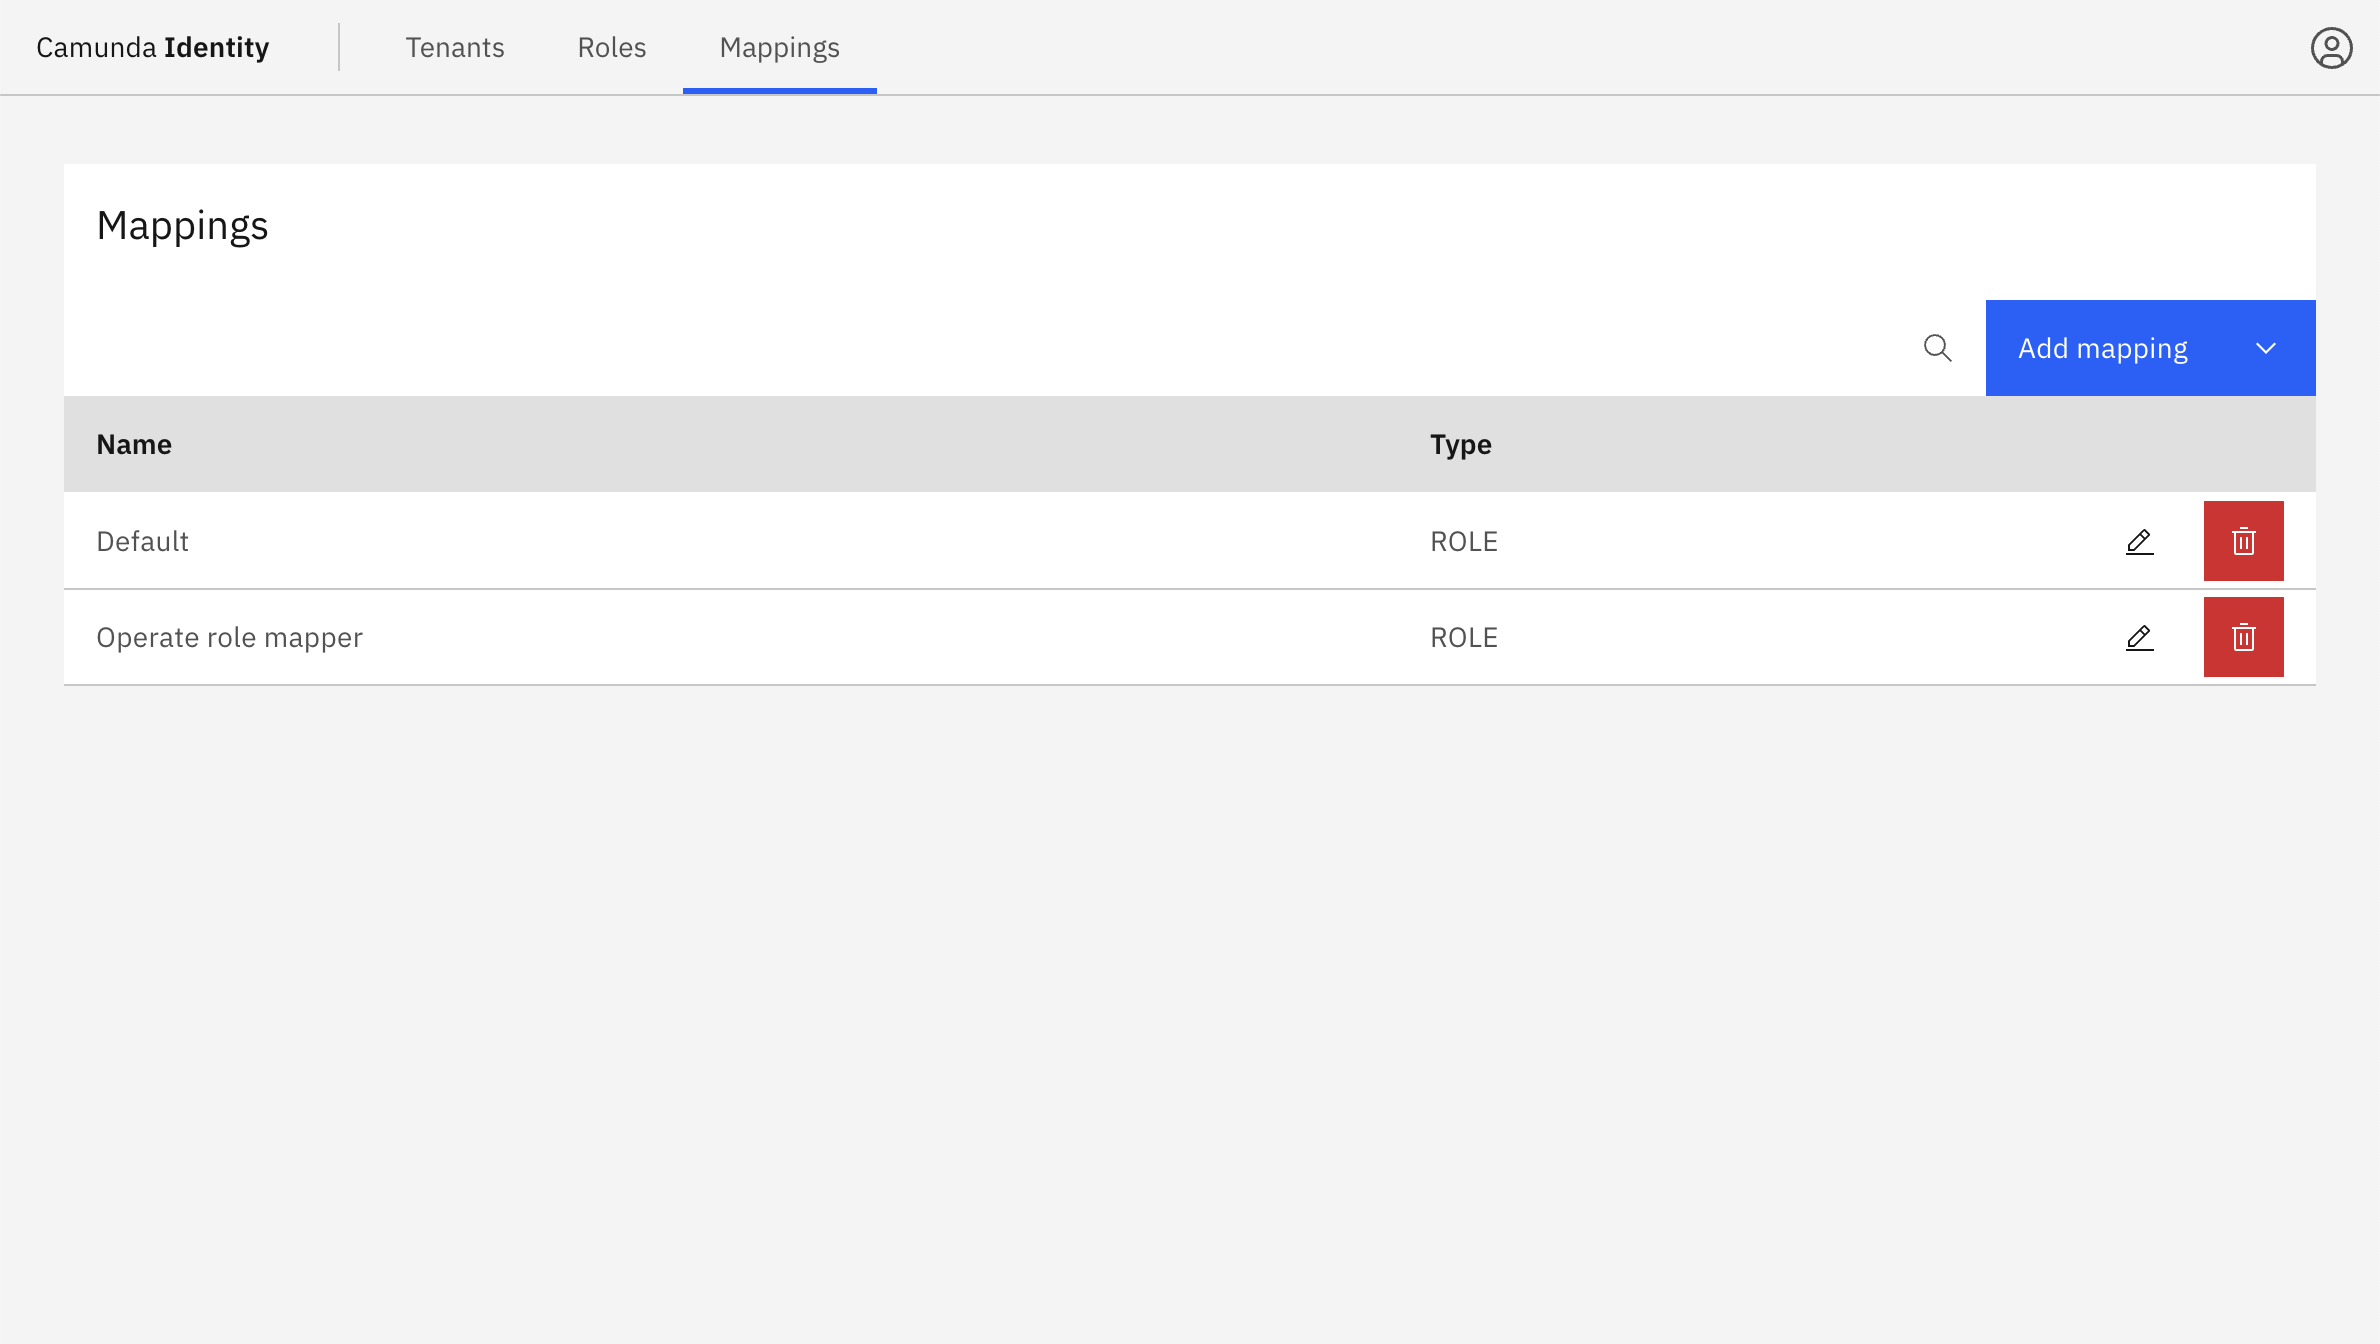 Camunda Identity Tenants Roles Mappings
Mappings
Add mapping
Name Type
Default ROLE
Operate role mapper ROLE